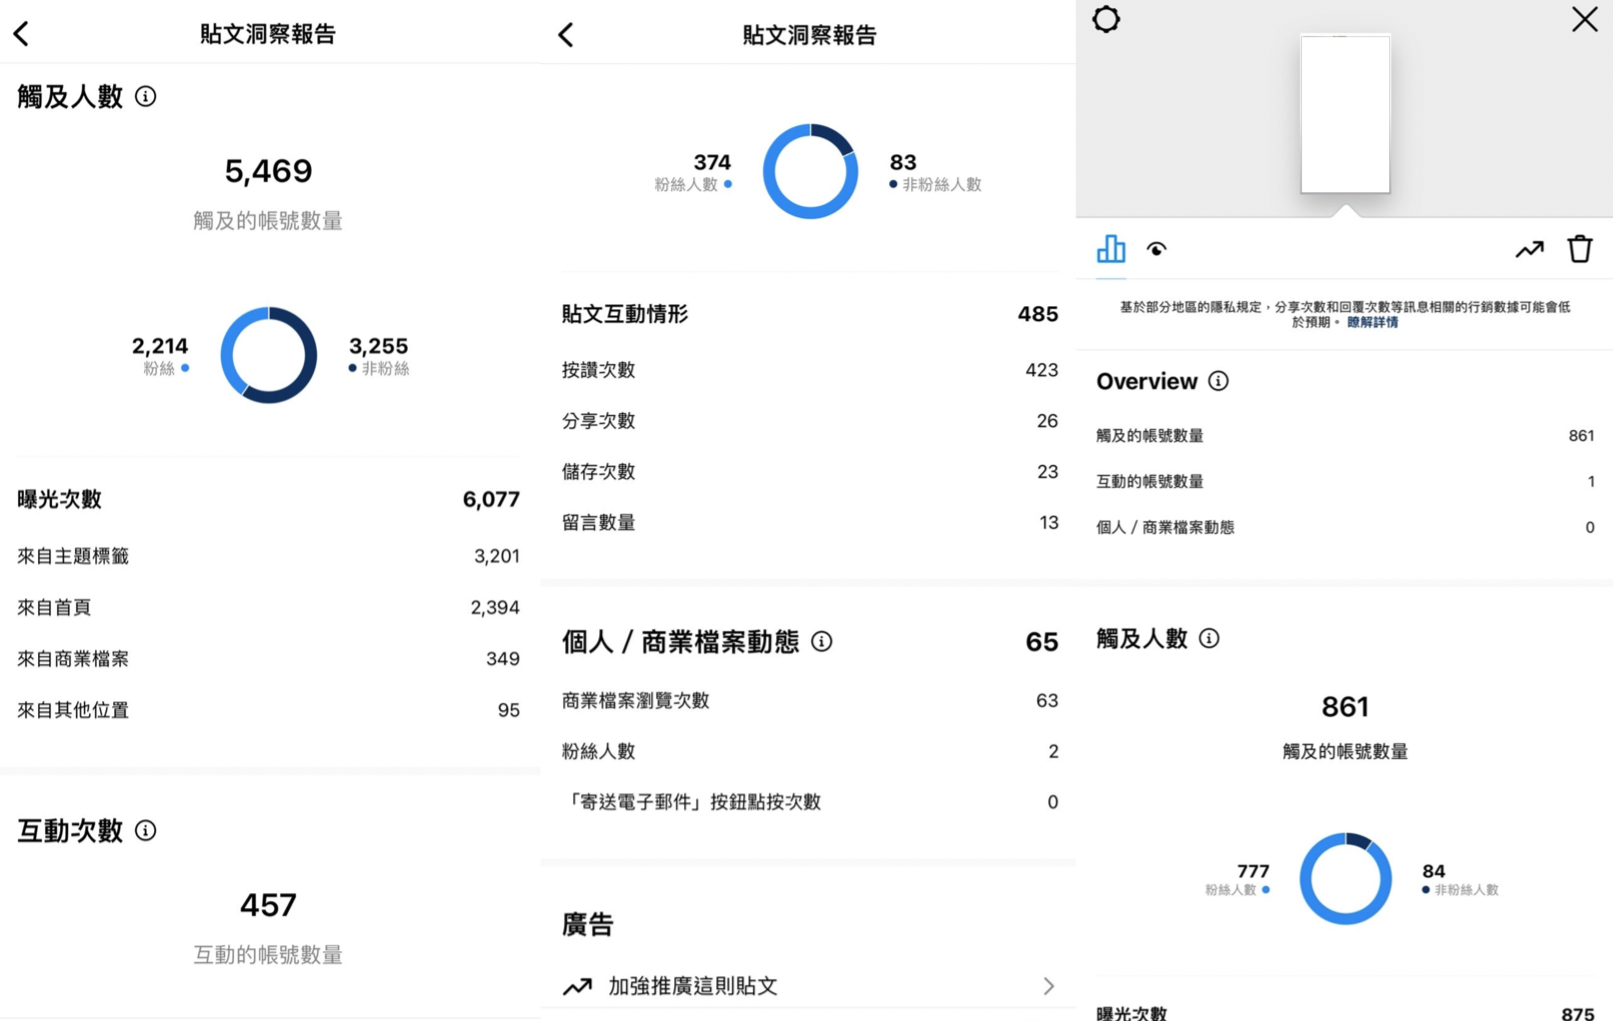 貼文洞察報告
觸及人數
5,469
觸及的帳號數量
2,214
粉絲
3,255
非粉絲
曝光次數 6,077
來自主題標籤 3,201
來自首頁 2,394
來自商業檔案 349
來自其他位置 95
互動次數
457
互動的帳號數量
貼文洞察報告
374
粉絲人數
83
非粉絲人數
貼文互動情形 485
按讚次數 423
分享次數 26
儲存次數 23
留言數量 13
個人 / 商業檔案動態 65
商業檔案瀏覽次數 63
粉絲人數 2
「寄送電子郵件」按鈕點按次數 0
廣告
加強推廣這則貼文
基於部分地區的隱私規定，分享次數和回覆次數等訊息相關的行銷數據可能會低
於預期。 瞭解詳情
Overview
觸及的帳號數量 861
互動的帳號數量 1
個人 / 商業檔案動態 0
觸及人數
861
觸及的帳號數量
777
粉絲人數
84
非粉絲人數
曝光次數 875